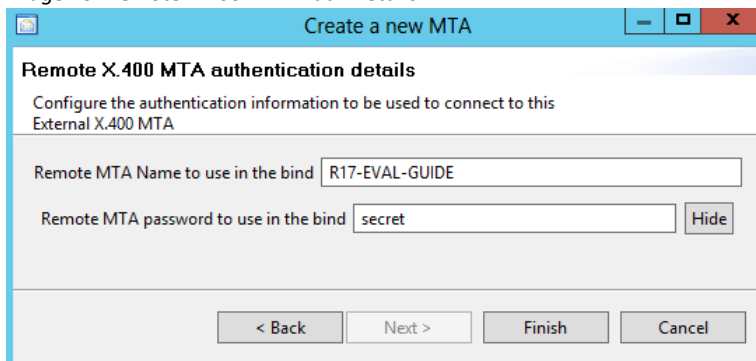 Create a new MTA
Remote X.400 MTA authentication details
Configure the authentication information to be used to connect to this
External X.400 MTA
Remote MTA Name to use in the bind R17-EVAL-GUIDE
Remote MTA password to use in the bind secret Hide
< Back Next > Finish Cancel